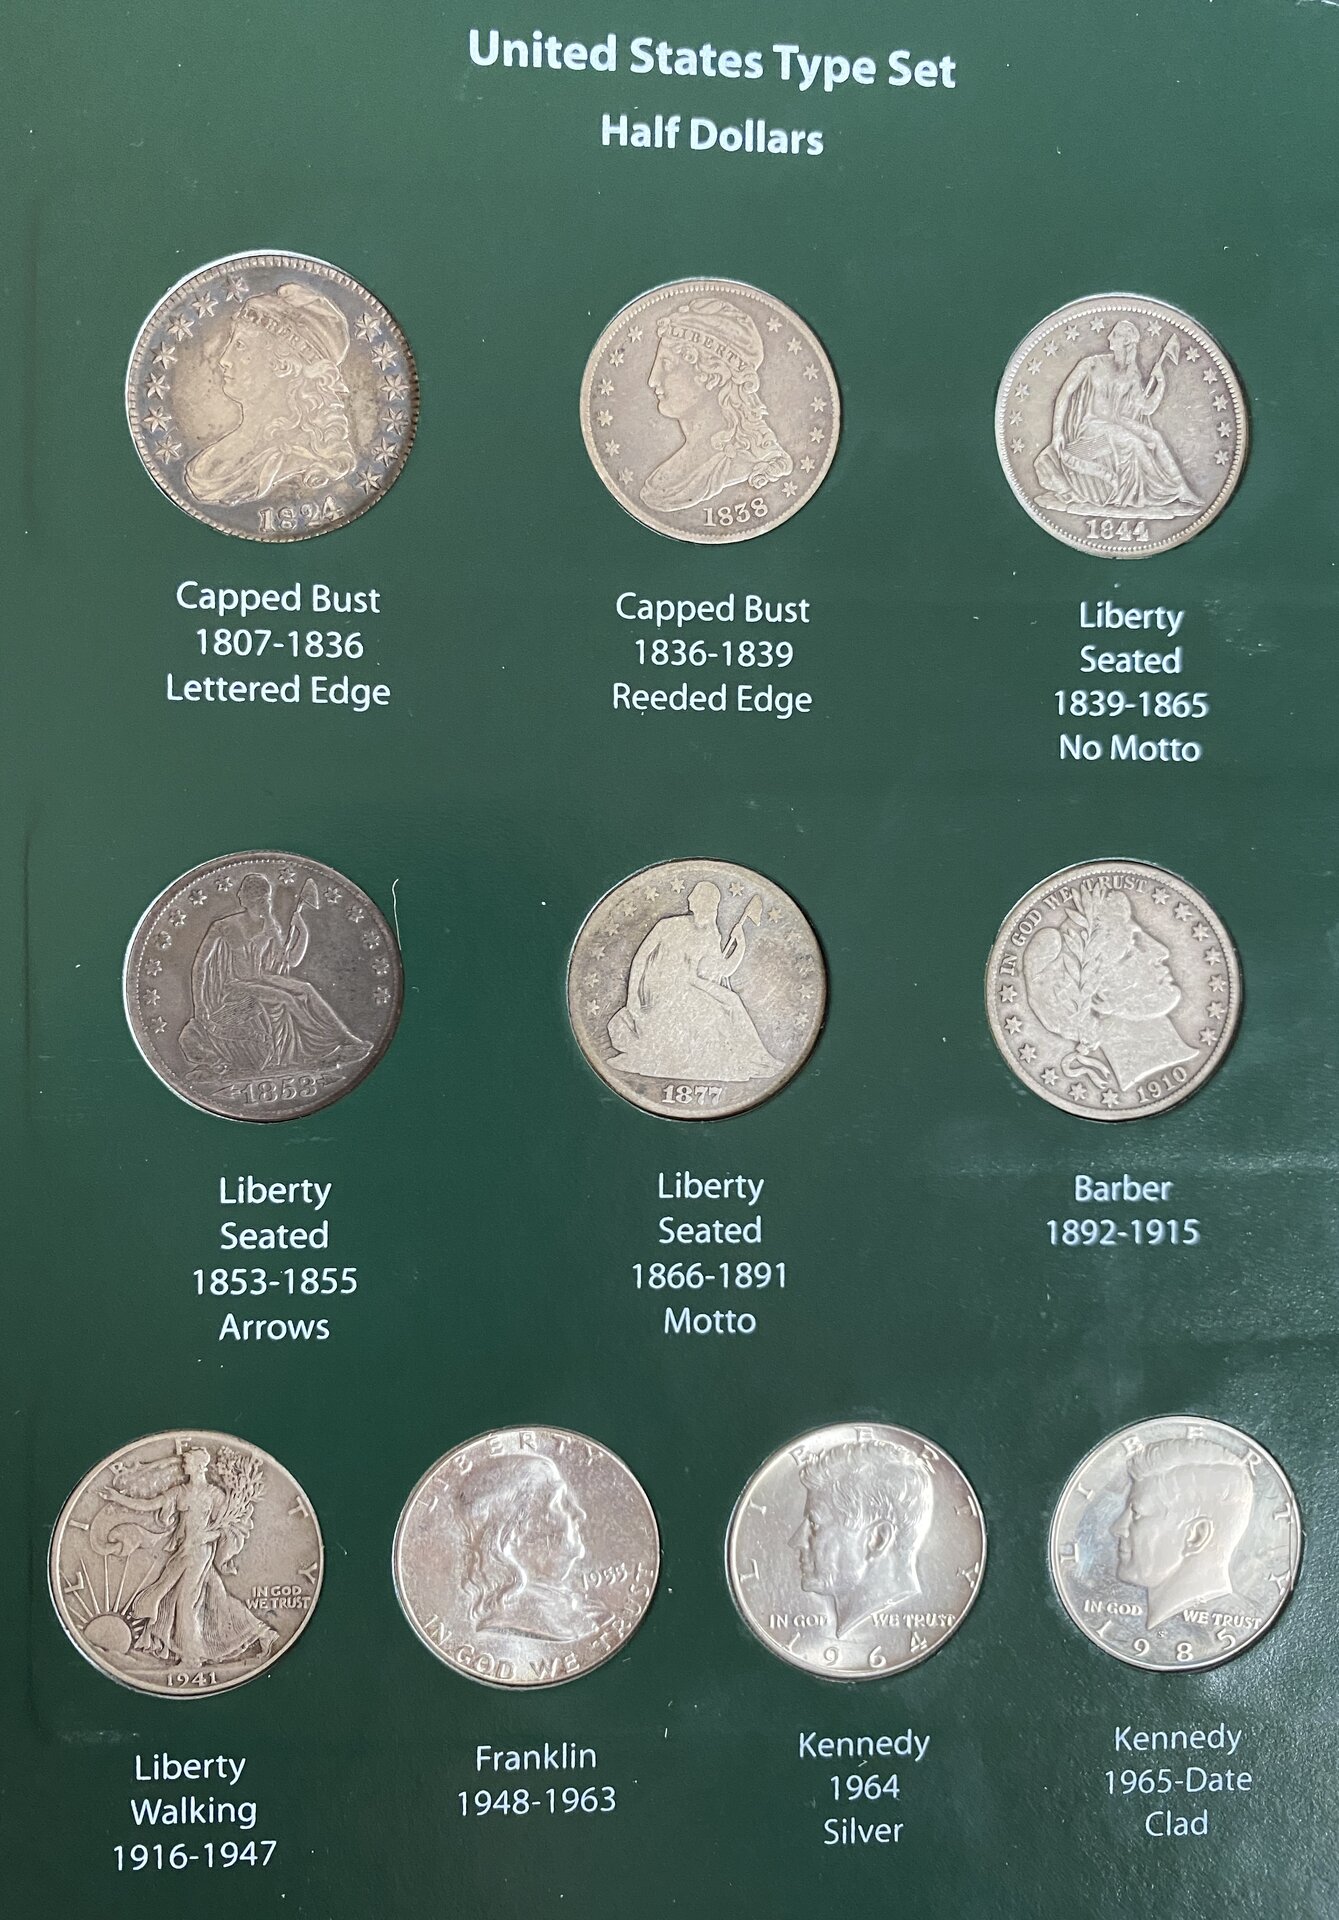 United States Type Set
Half Dollars
LIBERTY
1824
LIBERTY
1838
1844
Capped Bust
1807-1836
Lettered Edge
Capped Bust
1836-1839
Reeded Edge
Liberty
Seated
1839-1865
No Motto
1853
1877
IN GOD WE TRUST
1910
Liberty
Seated
1853-1855
Arrows
Liberty
Seated
1866-1891
Motto
Barber
1892-1915
LIBERTY
IN GOD
WE TRUST
1941
LIBERTY
1955
IN GOD WE TRUST
LIBERTY
IN GOD WE TRUST
1964
LIBERTY
IN GOD WE TRUST
S
1985
Liberty
Walking
1916-1947
Franklin
1948-1963
Kennedy
1964
Silver
Kennedy
1965-Date
Clad